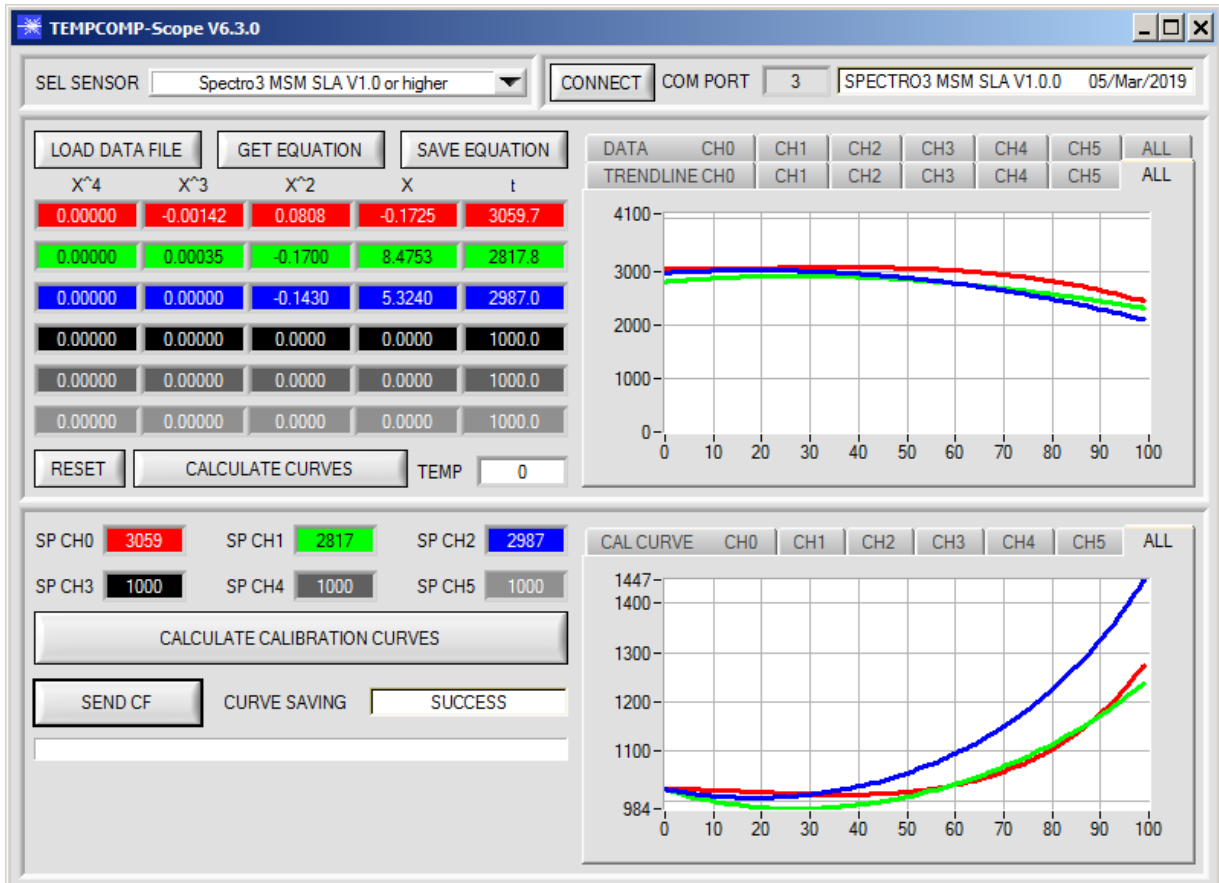 TEMPCOMP-Scope V6.3.0
SEL SENSOR Spectro3 MSM SLA V1.0 or higher
CONNECT COM PORT 3 SPECTRO3 MSM SLA V1.0.0 05/Mar/2019
LOAD DATA FILE GET EQUATION SAVE EQUATION
X^4 X^3 X^2 X t
0.00000 -0.00142 0.0808 -0.1725 3059.7
0.00000 0.00035 -0.1700 8.4753 2817.8
0.00000 0.00000 -0.1430 5.3240 2987.0
0.00000 0.00000 0.0000 0.0000 1000.0
0.00000 0.00000 0.0000 0.0000 1000.0
0.00000 0.00000 0.0000 0.0000 1000.0
RESET CALCULATE CURVES TEMP 0
DATA CH0 CH1 CH2 CH3 CH4 CH5 ALL
TRENDLINE CH0 CH1 CH2 CH3 CH4 CH5 ALL
4100
3000
2000
1000
0
0 10 20 30 40 50 60 70 80 90 100
SP CH0 3059 SP CH1 2817 SP CH2 2987
SP CH3 1000 SP CH4 1000 SP CH5 1000
CALCULATE CALIBRATION CURVES
SEND CF CURVE SAVING SUCCESS
CAL CURVE CH0 CH1 CH2 CH3 CH4 CH5 ALL
1447
1400
1300
1200
1100
984
0 10 20 30 40 50 60 70 80 90 100